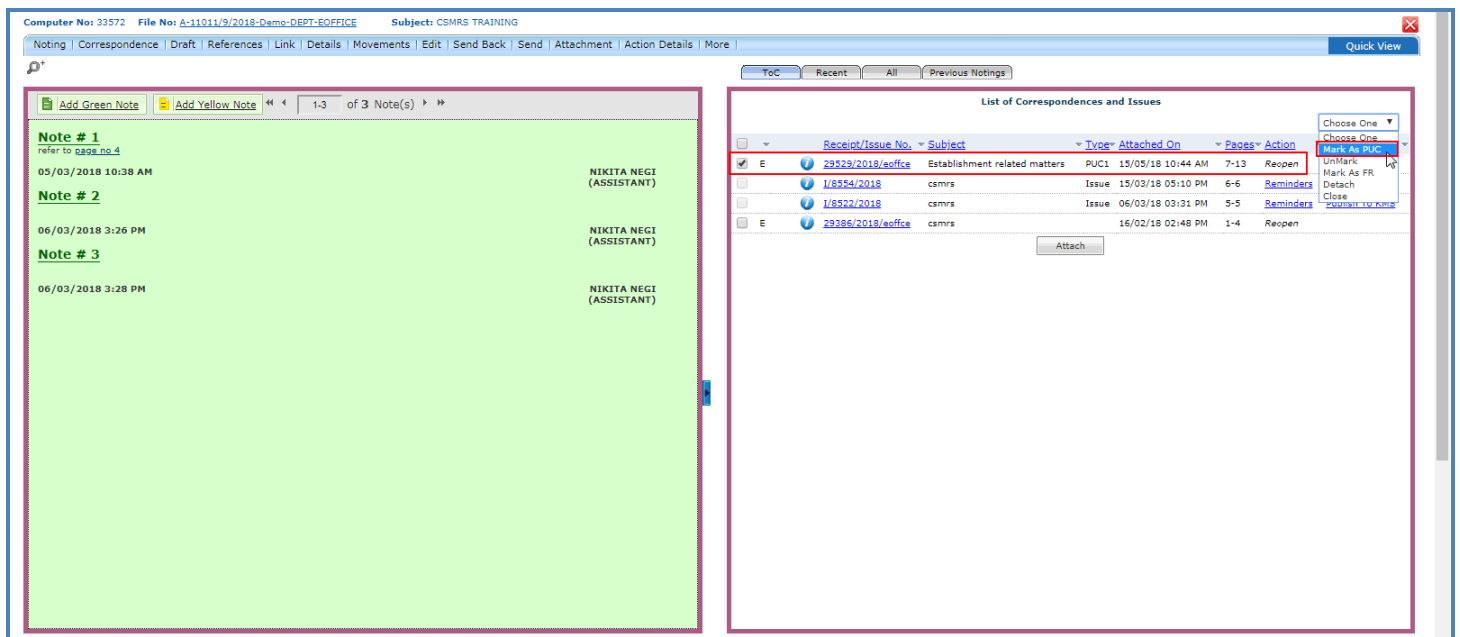 Computer No: 33572 File No: A-11011/9/2018-Demo-DEPT-EOFFICE Subject: CSMRS TRAINING
Noting | Correspondence | Draft | References | Link | Details | Movements | Edit | Send Back | Send | Attachment | Action Details | More |
Quick View
ToC Recent All Previous Notings
Add Green Note Add Yellow Note 1-3 of 3 Note(s)
Note # 1
refer to page no 4
05/03/2018 10:38 AM NIKITA NEGI
(ASSISTANT)
Note # 2
06/03/2018 3:26 PM NIKITA NEGI
(ASSISTANT)
Note # 3
06/03/2018 3:28 PM NIKITA NEGI
(ASSISTANT)
List of Correspondences and Issues
Choose One
Choose One
Mark As PUC
UnMark
Mark As FR
Detach
Close
Receipt/Issue No. Subject Type Attached On Pages Action
E 29529/2018/eoffce Establishment related matters PUC1 15/05/18 10:44 AM 7-13 Reopen
I/8554/2018 csmrs Issue 15/03/18 05:10 PM 6-6 Reminders
I/8522/2018 csmrs Issue 06/03/18 03:31 PM 5-5 Reminders Publish To KMS
E 29386/2018/eoffce csmrs 16/02/18 02:48 PM 1-4 Reopen
Attach